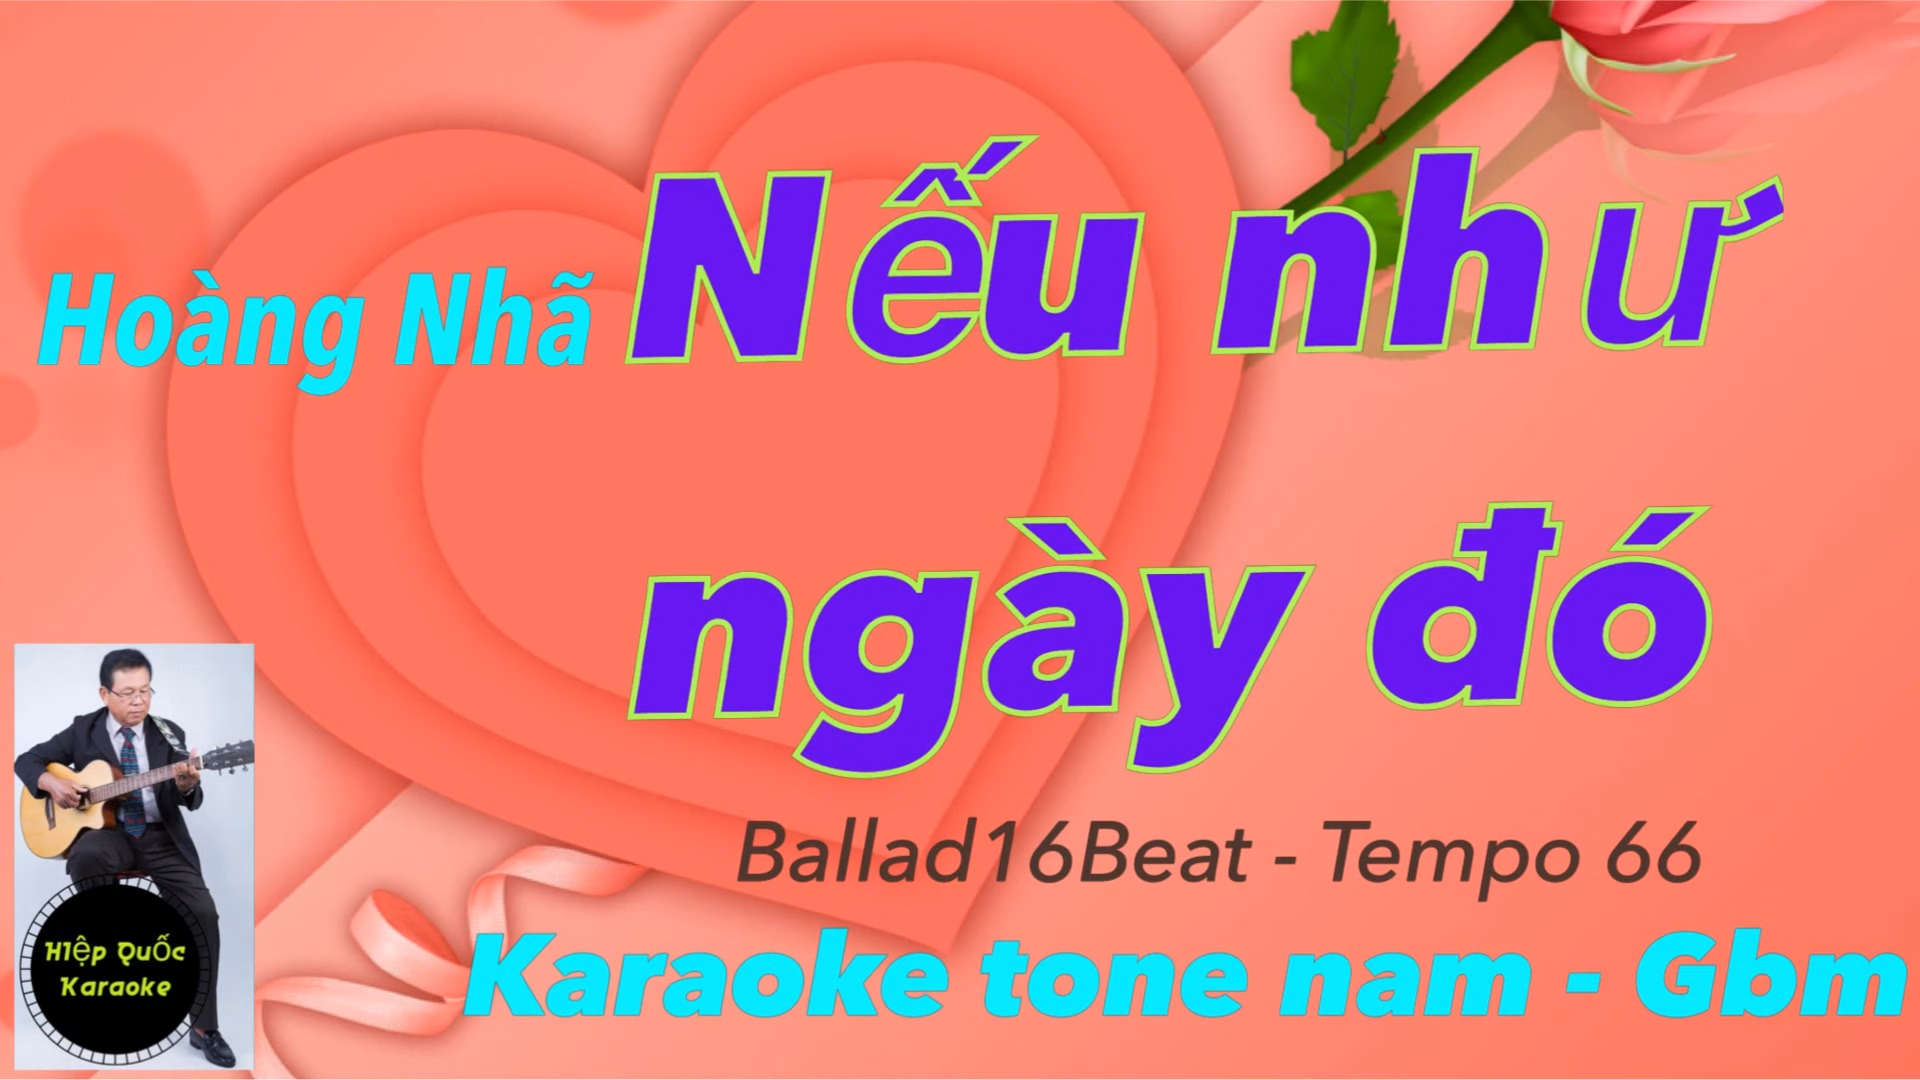 Hoàng Nhã
Nếu như
ngày đó
Ballad16Beat - Tempo 66
Karaoke tone nam - Gbm
Hiệp Quốc
Karaoke